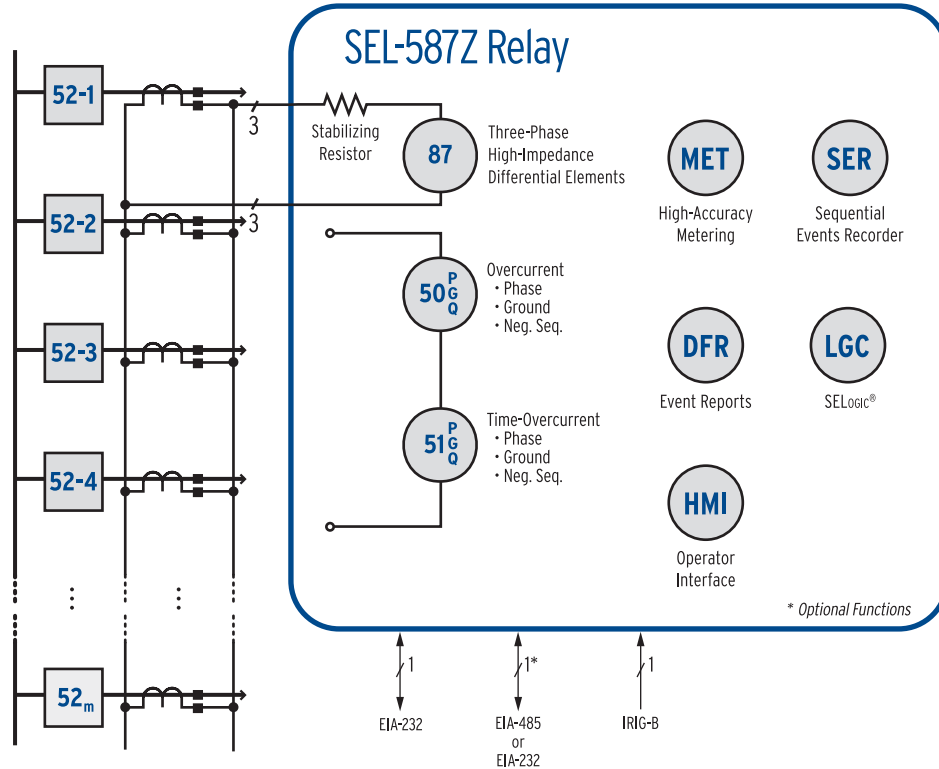 SEL-587Z Relay
52-1
3
Stabilizing
Resistor
87
Three-Phase
High-Impedance
Differential Elements
MET
High-Accuracy
Metering
SER
Sequential
Events Recorder
52-2
3
50 P G Q
Overcurrent
· Phase
· Ground
· Neg. Seq.
52-3
DFR
Event Reports
LGC
SELOGIC®
51 P G Q
Time-Overcurrent
· Phase
· Ground
· Neg. Seq.
52-4
HMI
Operator
Interface
* Optional Functions
52m
1
EIA-232
1*
EIA-485
or
EIA-232
1
IRIG-B